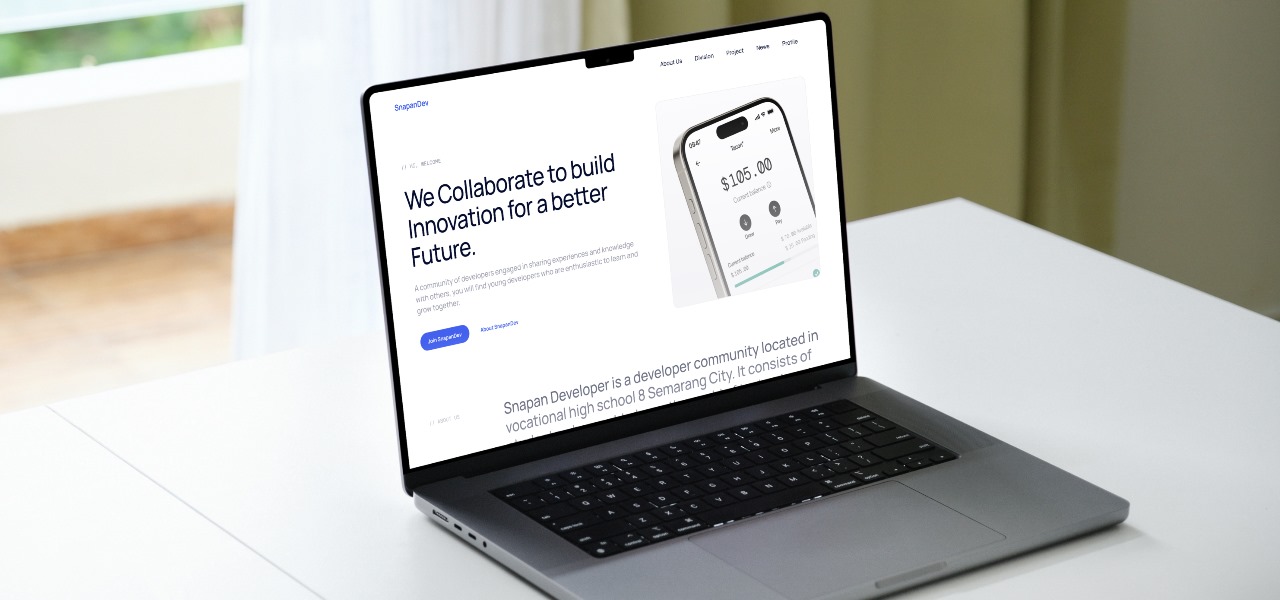 About Us Division Project News Profile
SnapanDev
// HI, WELCOME
We Collaborate to build
Innovation for a better
Future.
A community of developers engaged in sharing experiences and knowledge
with others. you will find young developers who are enthusiastic to learn and
grow together.
Join SnapanDev About SnapanDev
09:41
More
$105.00
Current balance
Send Pay
Current balance
$105.00
// ABOUT US
Snapan Developer is a developer community located in
vocational high school 8 Semarang City. It consists of